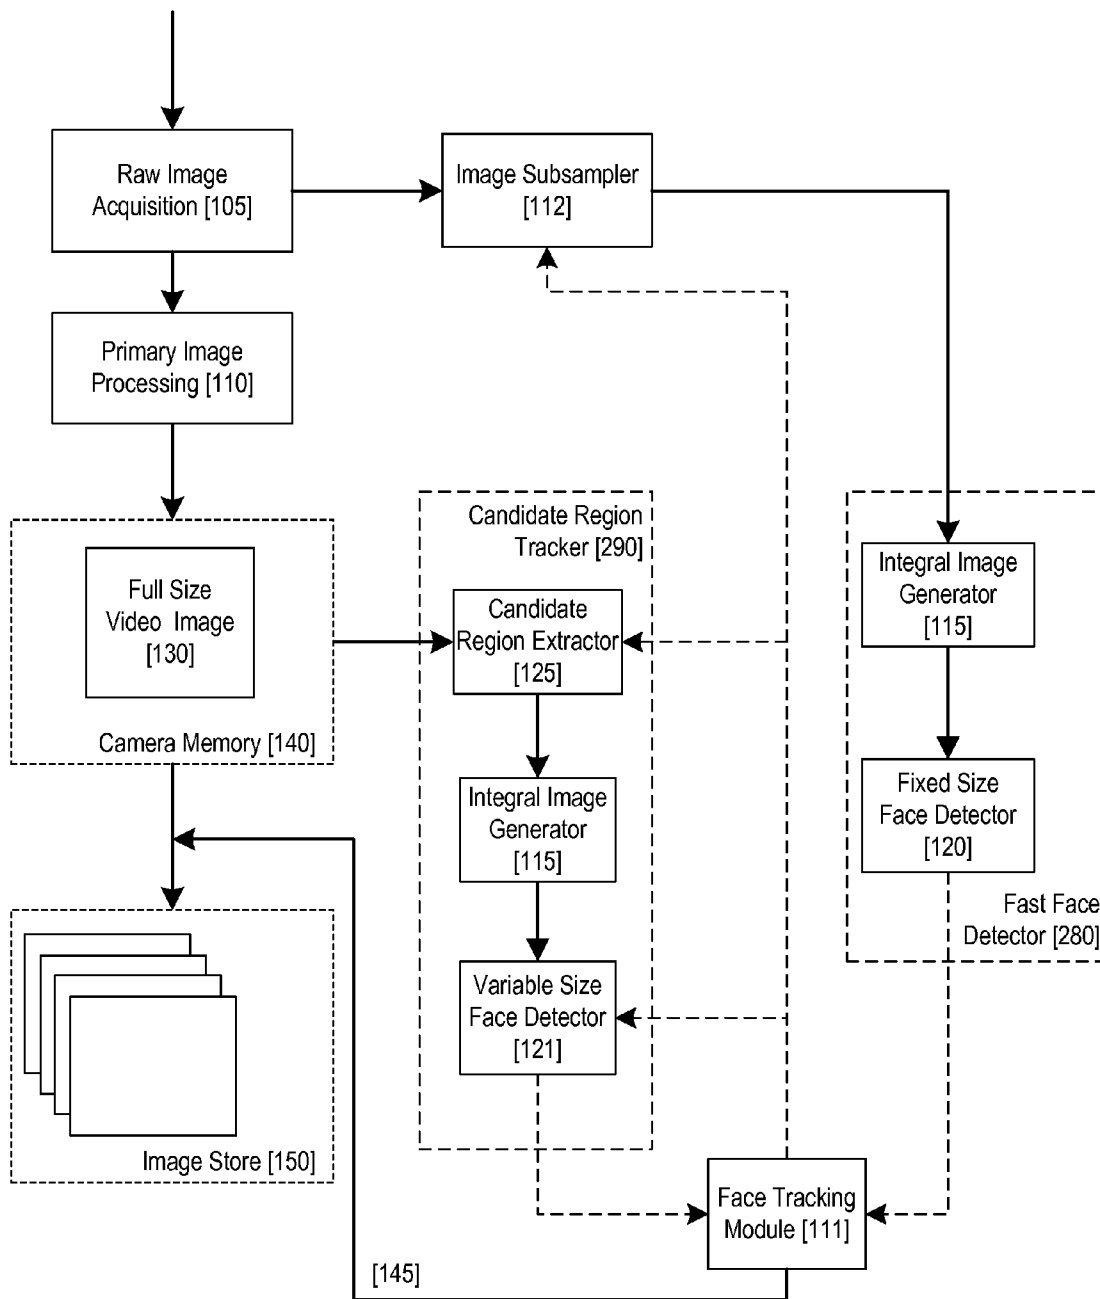 Raw Image
Acquisition [105]
Image Subsampler
[112]
Primary Image
Processing [110]
Candidate Region
Tracker [290]
Full Size
Video Image
[130]
Camera Memory [140]
Candidate
Region Extractor
[125]
Integral Image
Generator
[115]
Integral Image
Generator
[115]
Fixed Size
Face Detector
[120]
Fast Face
Detector [280]
Variable Size
Face Detector
[121]
Image Store [150]
Face Tracking
Module [111]
[145]